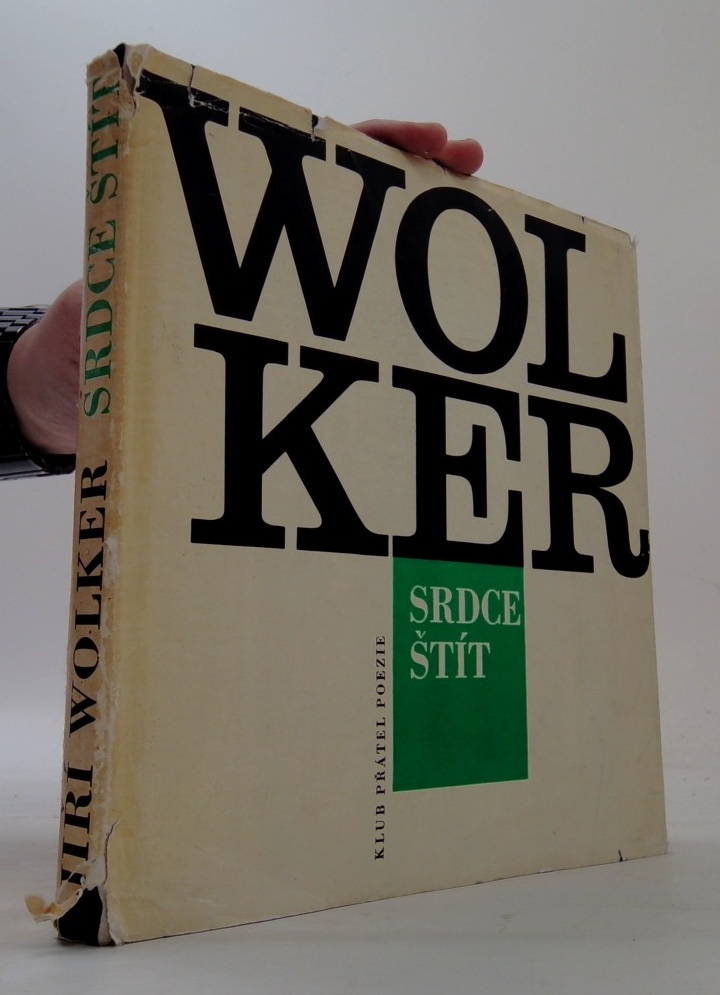 JIŘÍ WOLKER SRDCE ŠTÍT
WOL
KER
SRDCE
ŠTÍT
KLUB PŘÁTEL POEZIE